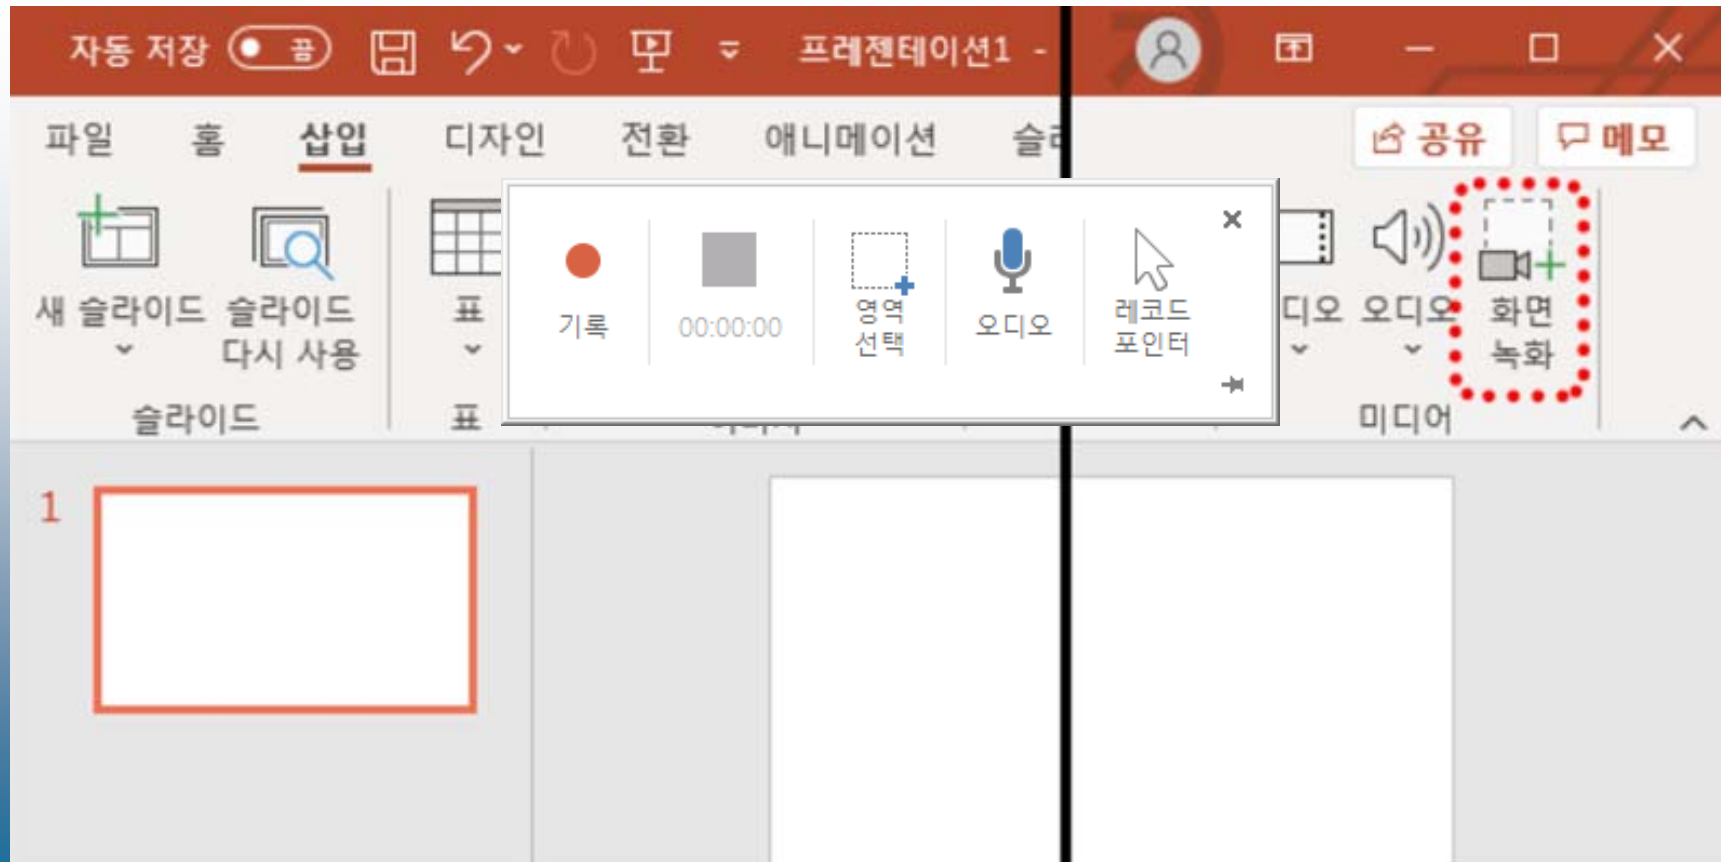 자동 저장 끔 프레젠테이션1 -
파일 홈 삽입 디자인 전환 애니메이션 공유 메모
새 슬라이드 슬라이드
다시 사용
표
기록
00:00:00
영역
선택
오디오
레코드
포인터
디오 오디오 화면
녹화
슬라이드 표 미디어
1